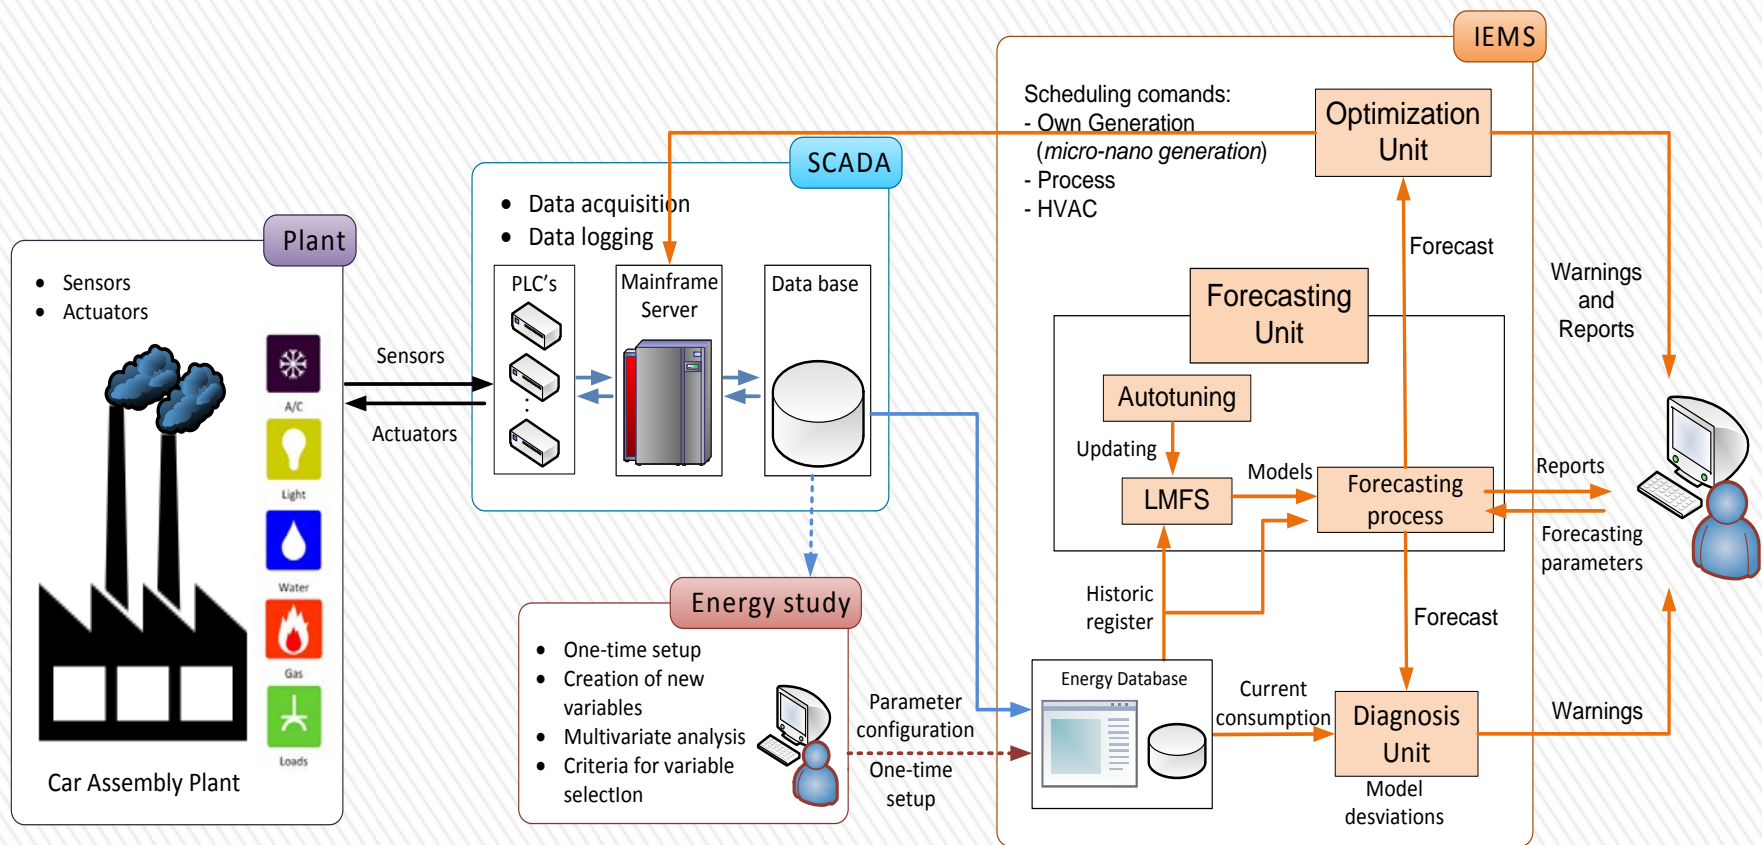 IEMS
Scheduling comands:
- Own Generation
(micro-nano generation)
- Process
- HVAC
Optimization
Unit
SCADA
• Data acquisition
• Data logging
PLC's
Mainframe
Server
Data base
Plant
• Sensors
• Actuators
A/C
Light
Water
Gas
Loads
Car Assembly Plant
Sensors
Actuators
Forecast
Warnings
and
Reports
Forecasting
Unit
Autotuning
Updating
LMFS
Models
Forecasting
process
Reports
Forecasting
parameters
Historic
register
Forecast
Energy study
• One-time setup
• Creation of new
variables
• Multivariate analysis
• Criteria for variable
selectIon
Parameter
configuration
One-time
setup
Energy Database
Current
consumption
Diagnosis
Unit
Model
desviations
Warnings